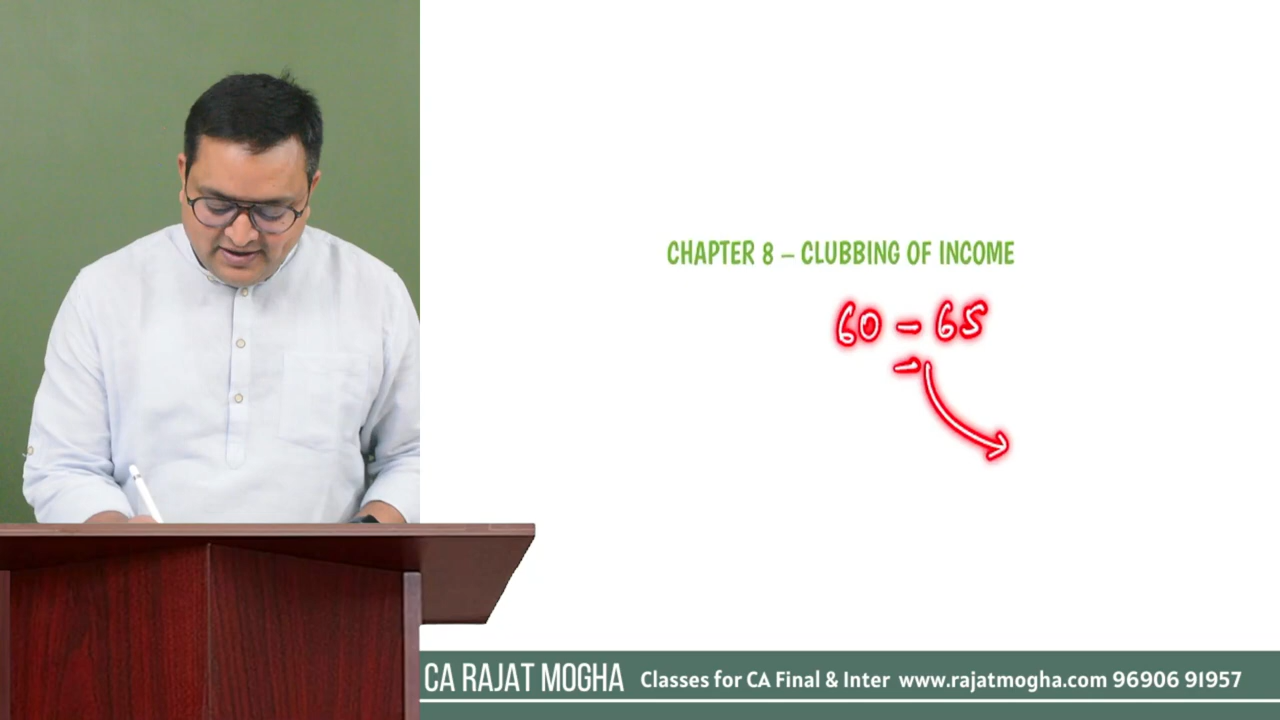 CHAPTER 8 – CLUBBING OF INCOME
60 – 65
CA RAJAT MOGHA Classes for CA Final & Inter www.rajatmogha.com 96906 91957